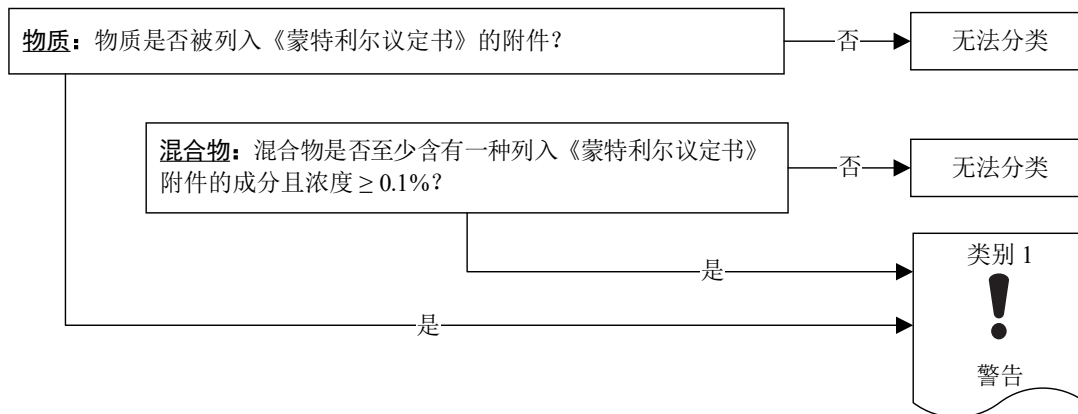 物质：物质是否被列入《蒙特利尔议定书》的附件？
否
无法分类
混合物：混合物是否至少含有一种列入《蒙特利尔议定书》
附件的成分且浓度 ≥ 0.1%？
否
无法分类
类别 1
是
是
警告